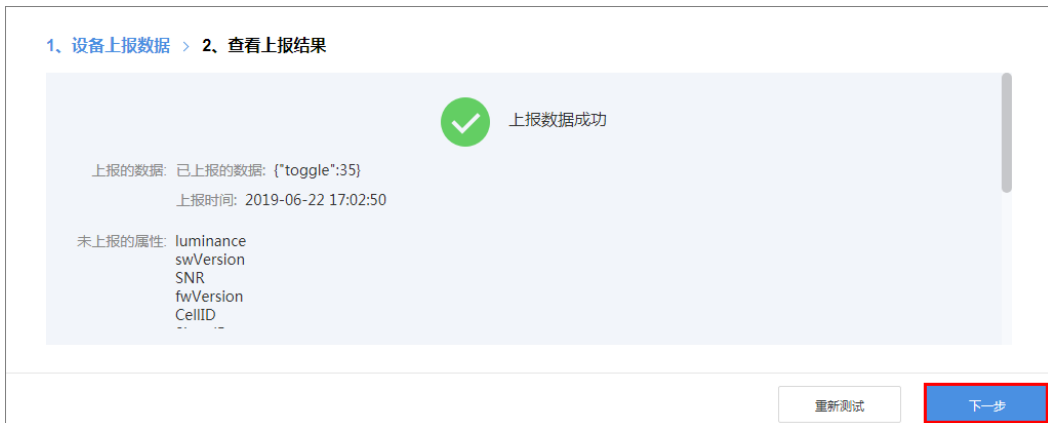 1、设备上报数据 > 2、查看上报结果
上报数据成功
上报的数据: 已上报的数据: {"toggle":35}
上报时间: 2019-06-22 17:02:50
未上报的属性: luminance
swVersion
SNR
fwVersion
CellID
重新测试 下一步